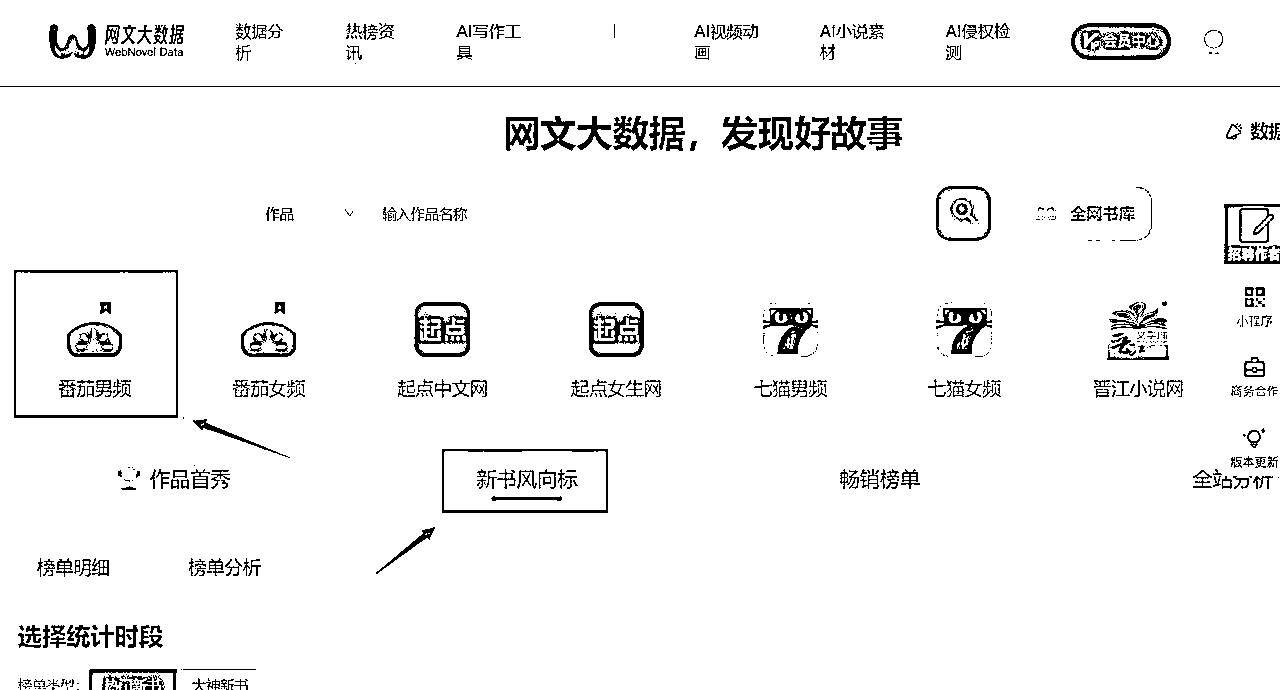 网文大数据
WebNovel Data
数据分
析
热榜资
讯
AI写作工
具
AI视频动
画
AI小说素
材
AI侵权检
测
会员中心
网文大数据，发现好故事
数据
作品
输入作品名称
全网书库
招聘作者
小程序
商务合作
版本更新
起点
起点
7
7
番茄男频
番茄女频
起点中文网
起点女生网
七猫男频
七猫女频
晋江小说网
作品首秀
新书风向标
畅销榜单
全站分析
榜单明细
榜单分析
选择统计时段
榜单类型:
大神新书